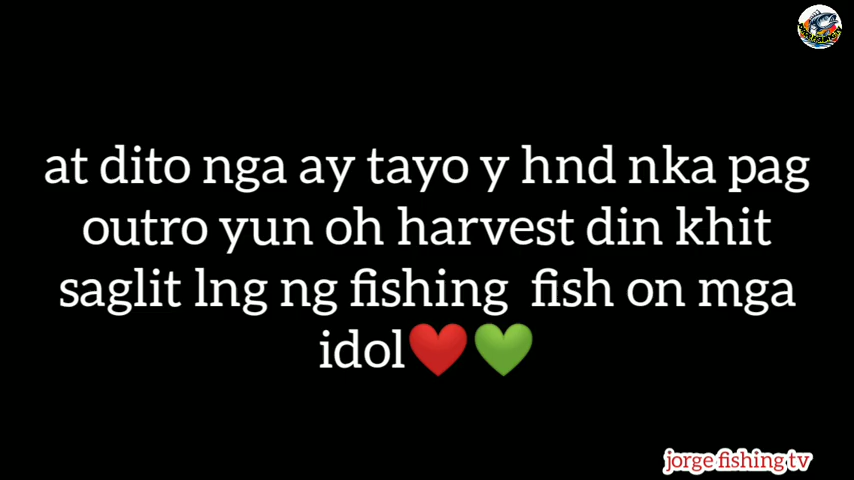 at dito nga ay tayo y hnd nka pag
outro yun oh harvest din khit
saglit lng ng fishing fish on mga
idol❤️💚
jorge fishing tv